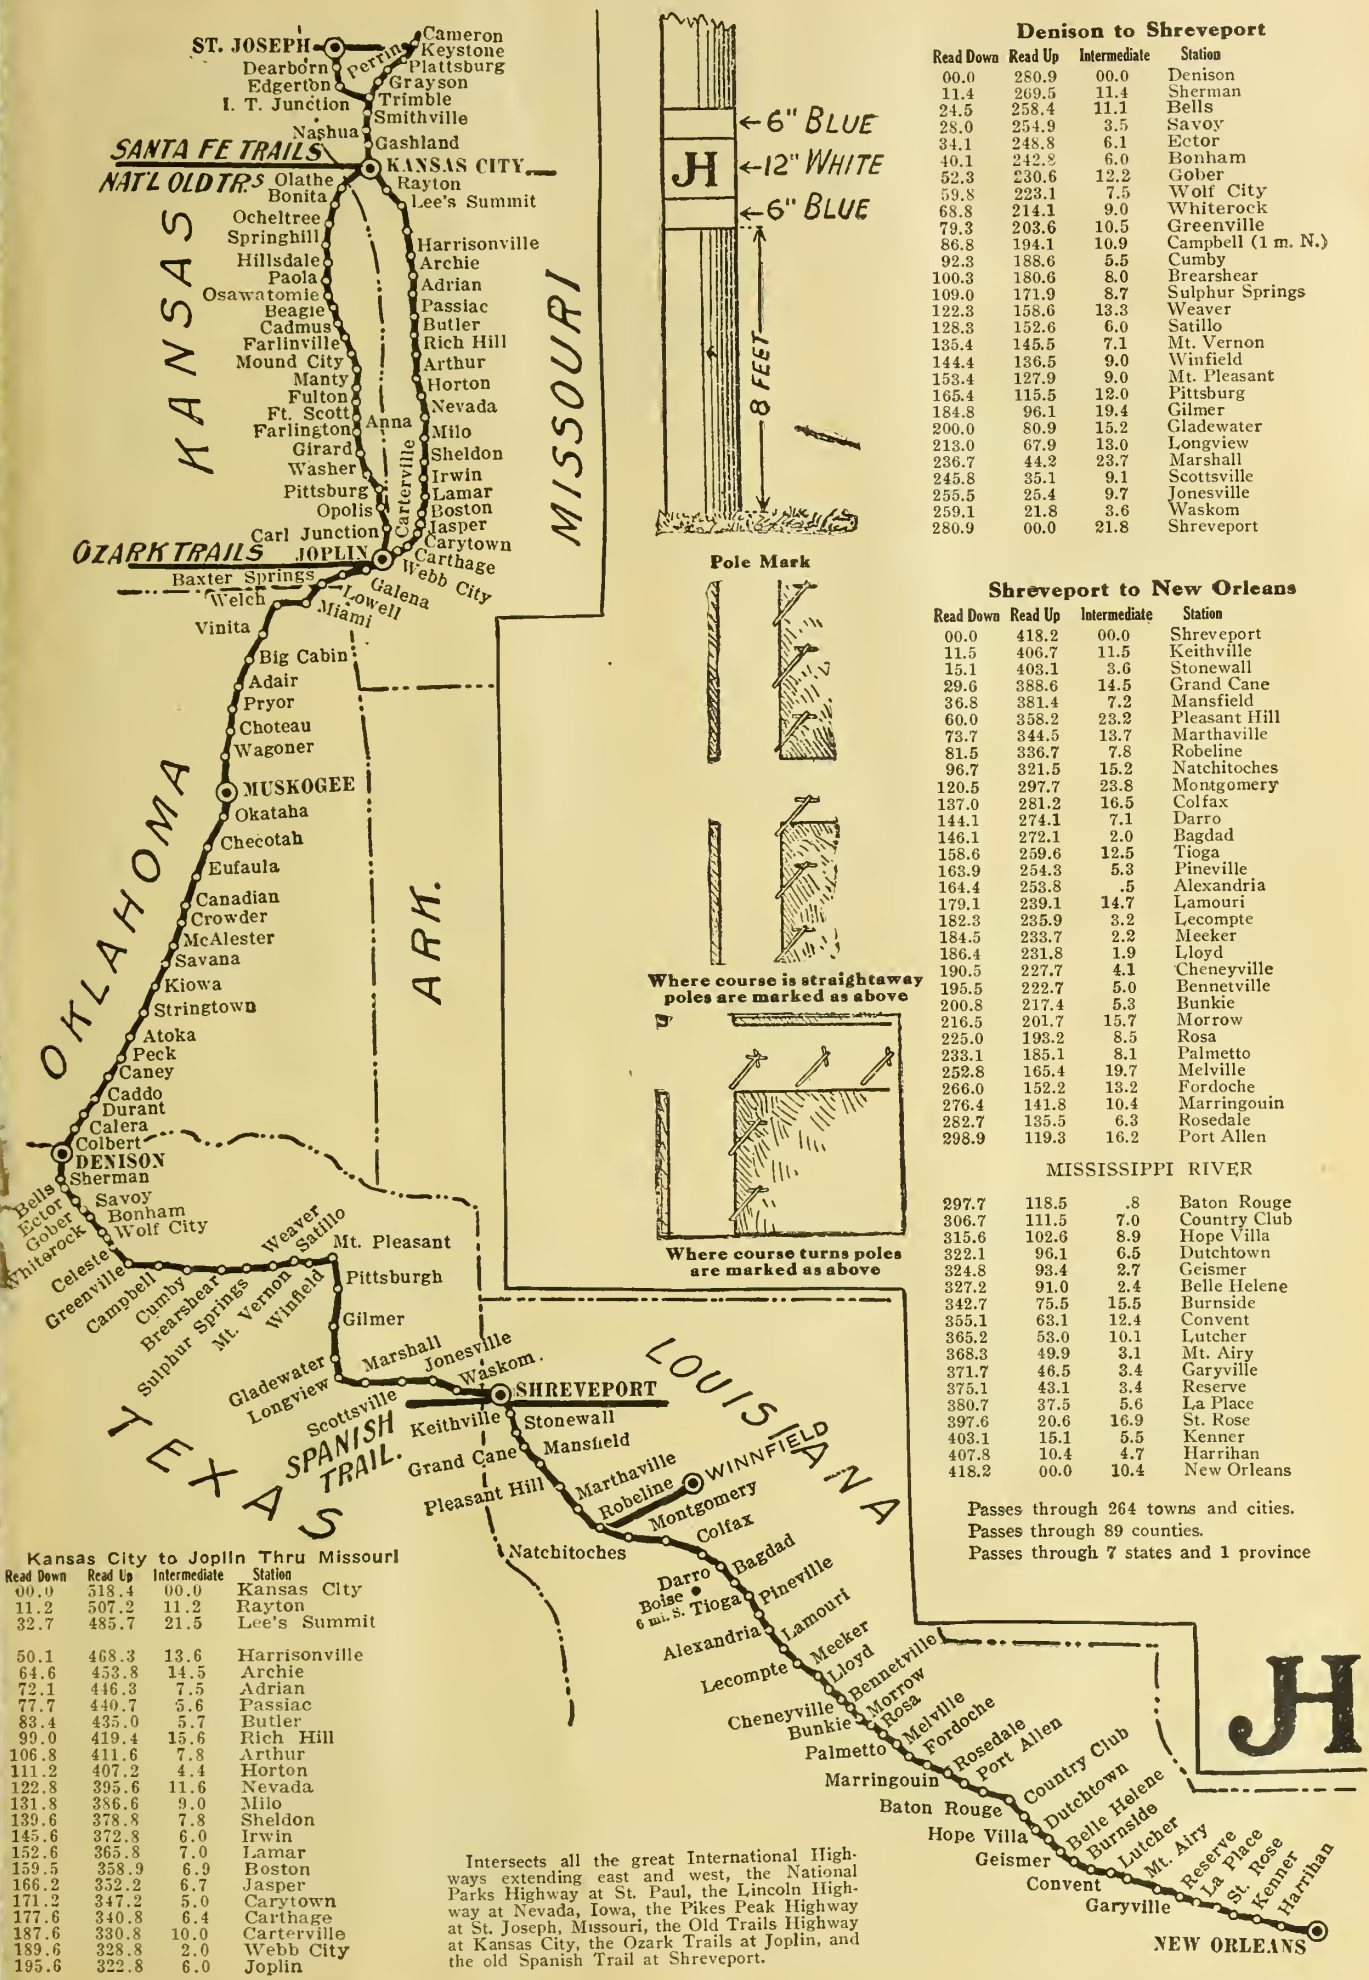 ST. JOSEPH
Cameron
Keystone
Perrin
Plattsburg
Dearborn
Edgerton
Grayson
I. T. Junction
Trimble
Smithville
Nashua
Gashland
SANTA FE TRAILS
KANSAS CITY
NAT'L OLD TRS
Olathe
Rayton
Bonita
Lee's Summit
Ocheltree
Springhill
Harrisonville
Hillsdale
Archie
Paola
Adrian
Osawatomie
Passiac
Beagle
Cadmus
Butler
Farlinville
Rich Hill
Mound City
Arthur
Manty
Horton
Fulton
Nevada
Ft. Scott
Anna
Farlington
Milo
Girard
Sheldon
Washer
Irwin
Pittsburg
Lamar
Opolis
Boston
Carterville
Jasper
Carl Junction
Carytown
OZARK TRAILS
JOPLIN
Carthage
Webb City
Baxter Springs
Galena
Lowell
Welch
Miami
Vinita
Big Cabin
Adair
Pryor
Choteau
Wagoner
MUSKOGEE
Okataha
Checotah
Eufaula
Canadian
Crowder
McAlester
Savana
Kiowa
Stringtown
Atoka
Peck
Caney
Caddo
Durant
Calera
Colbert
DENISON
Sherman
Bells
Savoy
Ector
Bonham
Gober
Wolf City
Whiterock
Celeste
Greenville
Campbell
Cumby
Brearshear
Sulphur Springs
Weaver
Mt. Vernon
Satillo
Winfield
Mt. Pleasant
Pittsburgh
Gilmer
Gladewater
Longview
Marshall
Scottsville
Jonesville
Waskom.
SHREVEPORT
SPANISH
TRAIL.
Keithville
Stonewall
Grand Cane
Mansfield
Pleasant Hill
Marthaville
Robeline
WINNFIELD
Natchitoches
Montgomery
Colfax
Darro
Bagdad
Boise
6 mi. S.
Tioga
Pineville
Alexandria
Lamouri
Lecompte
Meeker
Lloyd
Cheneyville
Bennetville
Bunkie
Morrow
Rosa
Palmetto
Melville
Fordoche
Marringouin
Rosedale
Port Allen
Baton Rouge
Country Club
Hope Villa
Dutchtown
Geismer
Belle Helene
Burnside
Convent
Lutcher
Mt. Airy
Garyville
Reserve
La Place
St. Rose
Kenner
Harrihan
NEW ORLEANS
KANSAS
MISSOURI
OKLAHOMA
ARK.
TEXAS
LOUISIANA
6" BLUE
JH
12" WHITE
6" BLUE
8 FEET
Pole Mark
Where course is straightaway
poles are marked as above
Where course turns poles
are marked as above
Denison to Shreveport
Read Down Read Up Intermediate Station
00.0 280.9 00.0 Denison
11.4 269.5 11.4 Sherman
24.5 258.4 11.1 Bells
28.0 254.9 3.5 Savoy
34.1 248.8 6.1 Ector
40.1 242.8 6.0 Bonham
52.3 230.6 12.2 Gober
59.8 223.1 7.5 Wolf City
68.8 214.1 9.0 Whiterock
79.3 203.6 10.5 Greenville
86.8 194.1 10.9 Campbell (1 m. N.)
92.3 188.6 5.5 Cumby
100.3 180.6 8.0 Brearshear
109.0 171.9 8.7 Sulphur Springs
122.3 158.6 13.3 Weaver
128.3 152.6 6.0 Satillo
135.4 145.5 7.1 Mt. Vernon
144.4 136.5 9.0 Winfield
153.4 127.9 9.0 Mt. Pleasant
165.4 115.5 12.0 Pittsburg
184.8 96.1 19.4 Gilmer
200.0 80.9 15.2 Gladewater
213.0 67.9 13.0 Longview
236.7 44.2 23.7 Marshall
245.8 35.1 9.1 Scottsville
255.5 25.4 9.7 Jonesville
259.1 21.8 3.6 Waskom
280.9 00.0 21.8 Shreveport
Shreveport to New Orleans
Read Down Read Up Intermediate Station
00.0 418.2 00.0 Shreveport
11.5 406.7 11.5 Keithville
15.1 403.1 3.6 Stonewall
29.6 388.6 14.5 Grand Cane
36.8 381.4 7.2 Mansfield
60.0 358.2 23.2 Pleasant Hill
73.7 344.5 13.7 Marthaville
81.5 336.7 7.8 Robeline
96.7 321.5 15.2 Natchitoches
120.5 297.7 23.8 Montgomery
137.0 281.2 16.5 Colfax
144.1 274.1 7.1 Darro
146.1 272.1 2.0 Bagdad
158.6 259.6 12.5 Tioga
163.9 254.3 5.3 Pineville
164.4 253.8 .5 Alexandria
179.1 239.1 14.7 Lamouri
182.3 235.9 3.2 Lecompte
184.5 233.7 2.2 Meeker
186.4 231.8 1.9 Lloyd
190.5 227.7 4.1 Cheneyville
195.5 222.7 5.0 Bennetville
200.8 217.4 5.3 Bunkie
216.5 201.7 15.7 Morrow
225.0 193.2 8.5 Rosa
233.1 185.1 8.1 Palmetto
252.8 165.4 19.7 Melville
266.0 152.2 13.2 Fordoche
276.4 141.8 10.4 Marringouin
282.7 135.5 6.3 Rosedale
298.9 119.3 16.2 Port Allen
MISSISSIPPI RIVER
297.7 118.5 .8 Baton Rouge
306.7 111.5 7.0 Country Club
315.6 102.6 8.9 Hope Villa
322.1 96.1 6.5 Dutchtown
324.8 93.4 2.7 Geismer
327.2 91.0 2.4 Belle Helene
342.7 75.5 15.5 Burnside
355.1 63.1 12.4 Convent
365.2 53.0 10.1 Lutcher
368.3 49.9 3.1 Mt. Airy
371.7 46.5 3.4 Garyville
375.1 43.1 3.4 Reserve
380.7 37.5 5.6 La Place
397.6 20.6 16.9 St. Rose
403.1 15.1 5.5 Kenner
407.8 10.4 4.7 Harrihan
418.2 00.0 10.4 New Orleans
Passes through 264 towns and cities.
Passes through 89 counties.
Passes through 7 states and 1 province
Kansas City to Joplin Thru Missouri
Read Down Read Up Intermediate Station
00.0 518.4 00.0 Kansas City
11.2 507.2 11.2 Rayton
32.7 485.7 21.5 Lee's Summit
50.1 468.3 13.6 Harrisonville
64.6 453.8 14.5 Archie
72.1 446.3 7.5 Adrian
77.7 440.7 5.6 Passiac
83.4 435.0 5.7 Butler
99.0 419.4 15.6 Rich Hill
106.8 411.6 7.8 Arthur
111.2 407.2 4.4 Horton
122.8 395.6 11.6 Nevada
131.8 386.6 9.0 Milo
139.6 378.8 7.8 Sheldon
145.6 372.8 6.0 Irwin
152.6 365.8 7.0 Lamar
159.5 358.9 6.9 Boston
166.2 352.2 6.7 Jasper
171.2 347.2 5.0 Carytown
177.6 340.8 6.4 Carthage
187.6 330.8 10.0 Carterville
189.6 328.8 2.0 Webb City
195.6 322.8 6.0 Joplin
Intersects all the great International High-
ways extending east and west, the National
Parks Highway at St. Paul, the Lincoln High-
way at Nevada, Iowa, the Pikes Peak Highway
at St. Joseph, Missouri, the Old Trails Highway
at Kansas City, the Ozark Trails at Joplin, and
the old Spanish Trail at Shreveport.
JH